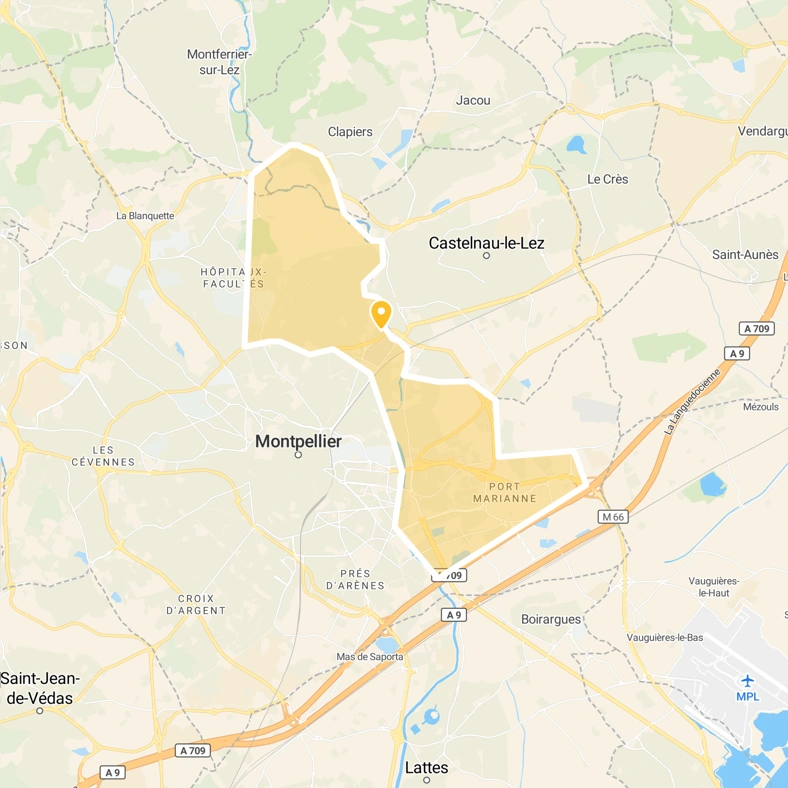 Montferrier-
sur-Lez
Jacou
Clapiers
Vendargu
Le Crès
La Blanquette
Castelnau-le-Lez
Saint-Aunès
HÔPITAUX-
FACULTÉS
A 709
A 9
SSON
La Languedocienne
Mézouls
Montpellier
LES
CÉVENNES
PORT
MARIANNE
M 66
PRÉS
D'ARÈNES
709
Vauguières-
le-Haut
CROIX
D'ARGENT
A 9
Boirargues
Vauguières-le-Bas
Mas de Saporta
Saint-Jean-
de-Védas
MPL
A 709
A 9
Lattes